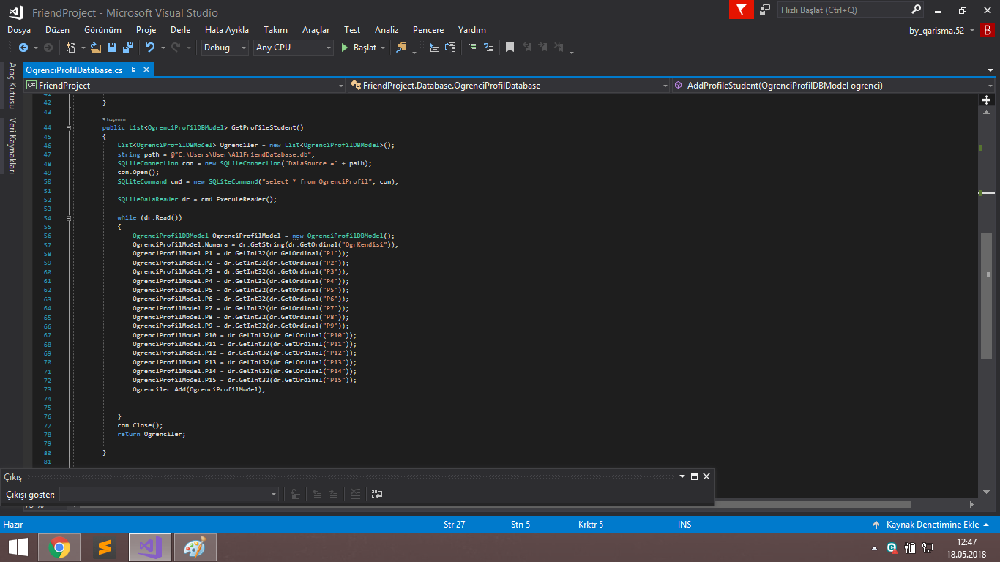 FriendProject - Microsoft Visual Studio
Hızlı Başlat (Ctrl+Q)
Dosya Düzen Görünüm Proje Derle Hata Ayıkla Takım Araçlar Test Analiz Pencere Yardım
by_qarisma.52 B
Debug Any CPU Başlat
Araç Kutusu
Veri Kaynakları
OgrenciProfilDatabase.cs
C# FriendProject
FriendProject.Database.OgrenciProfilDatabase
AddProfileStudent(OgrenciProfilDBModel ogrenci)
41
42 }
43
3 başvuru
44 public List<OgrenciProfilDBModel> GetProfileStudent()
45 {
46 List<OgrenciProfilDBModel> Ogrenciler = new List<OgrenciProfilDBModel>();
47 string path = @"C:\Users\User\AllFriendDatabase.db";
48 SQLiteConnection con = new SQLiteConnection("DataSource =" + path);
49 con.Open();
50 SQLiteCommand cmd = new SQLiteCommand("select * from OgrenciProfil", con);
51
52 SQLiteDataReader dr = cmd.ExecuteReader();
53
54 while (dr.Read())
55 {
56 OgrenciProfilDBModel OgrenciProfilModel = new OgrenciProfilDBModel();
57 OgrenciProfilModel.Numara = dr.GetString(dr.GetOrdinal("OgrKendisi"));
58 OgrenciProfilModel.P1 = dr.GetInt32(dr.GetOrdinal("P1"));
59 OgrenciProfilModel.P2 = dr.GetInt32(dr.GetOrdinal("P2"));
60 OgrenciProfilModel.P3 = dr.GetInt32(dr.GetOrdinal("P3"));
61 OgrenciProfilModel.P4 = dr.GetInt32(dr.GetOrdinal("P4"));
62 OgrenciProfilModel.P5 = dr.GetInt32(dr.GetOrdinal("P5"));
63 OgrenciProfilModel.P6 = dr.GetInt32(dr.GetOrdinal("P6"));
64 OgrenciProfilModel.P7 = dr.GetInt32(dr.GetOrdinal("P7"));
65 OgrenciProfilModel.P8 = dr.GetInt32(dr.GetOrdinal("P8"));
66 OgrenciProfilModel.P9 = dr.GetInt32(dr.GetOrdinal("P9"));
67 OgrenciProfilModel.P10 = dr.GetInt32(dr.GetOrdinal("P10"));
68 OgrenciProfilModel.P11 = dr.GetInt32(dr.GetOrdinal("P11"));
69 OgrenciProfilModel.P12 = dr.GetInt32(dr.GetOrdinal("P12"));
70 OgrenciProfilModel.P13 = dr.GetInt32(dr.GetOrdinal("P13"));
71 OgrenciProfilModel.P14 = dr.GetInt32(dr.GetOrdinal("P14"));
72 OgrenciProfilModel.P15 = dr.GetInt32(dr.GetOrdinal("P15"));
73 Ogrenciler.Add(OgrenciProfilModel);
74
75
76 }
77 con.Close();
78 return Ogrenciler;
79
80 }
81
Çıkış
Çıkışı göster:
Hazır Str 27 Stn 5 Krktr 5 INS Kaynak Denetimine Ekle
12:47
18.05.2018